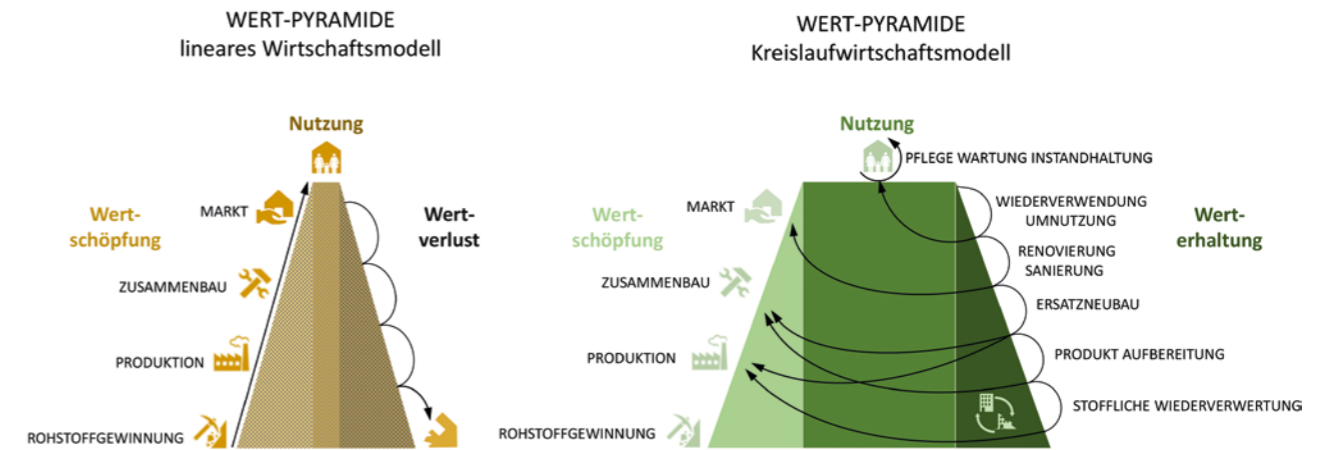 WERT-PYRAMIDE
lineares Wirtschaftsmodell
Nutzung
MARKT
Wert-
schöpfung
Wert-
verlust
ZUSAMMENBAU
PRODUKTION
ROHSTOFFGEWINNUNG
WERT-PYRAMIDE
Kreislaufwirtschaftsmodell
Nutzung
PFLEGE WARTUNG INSTANDHALTUNG
MARKT
WIEDERVERWENDUNG
UMNUTZUNG
Wert-
schöpfung
Wert-
erhaltung
RENOVIERUNG
SANIERUNG
ZUSAMMENBAU
ERSATZNEUBAU
PRODUKTION
PRODUKT AUFBEREITUNG
STOFFLICHE WIEDERVERWERTUNG
ROHSTOFFGEWINNUNG